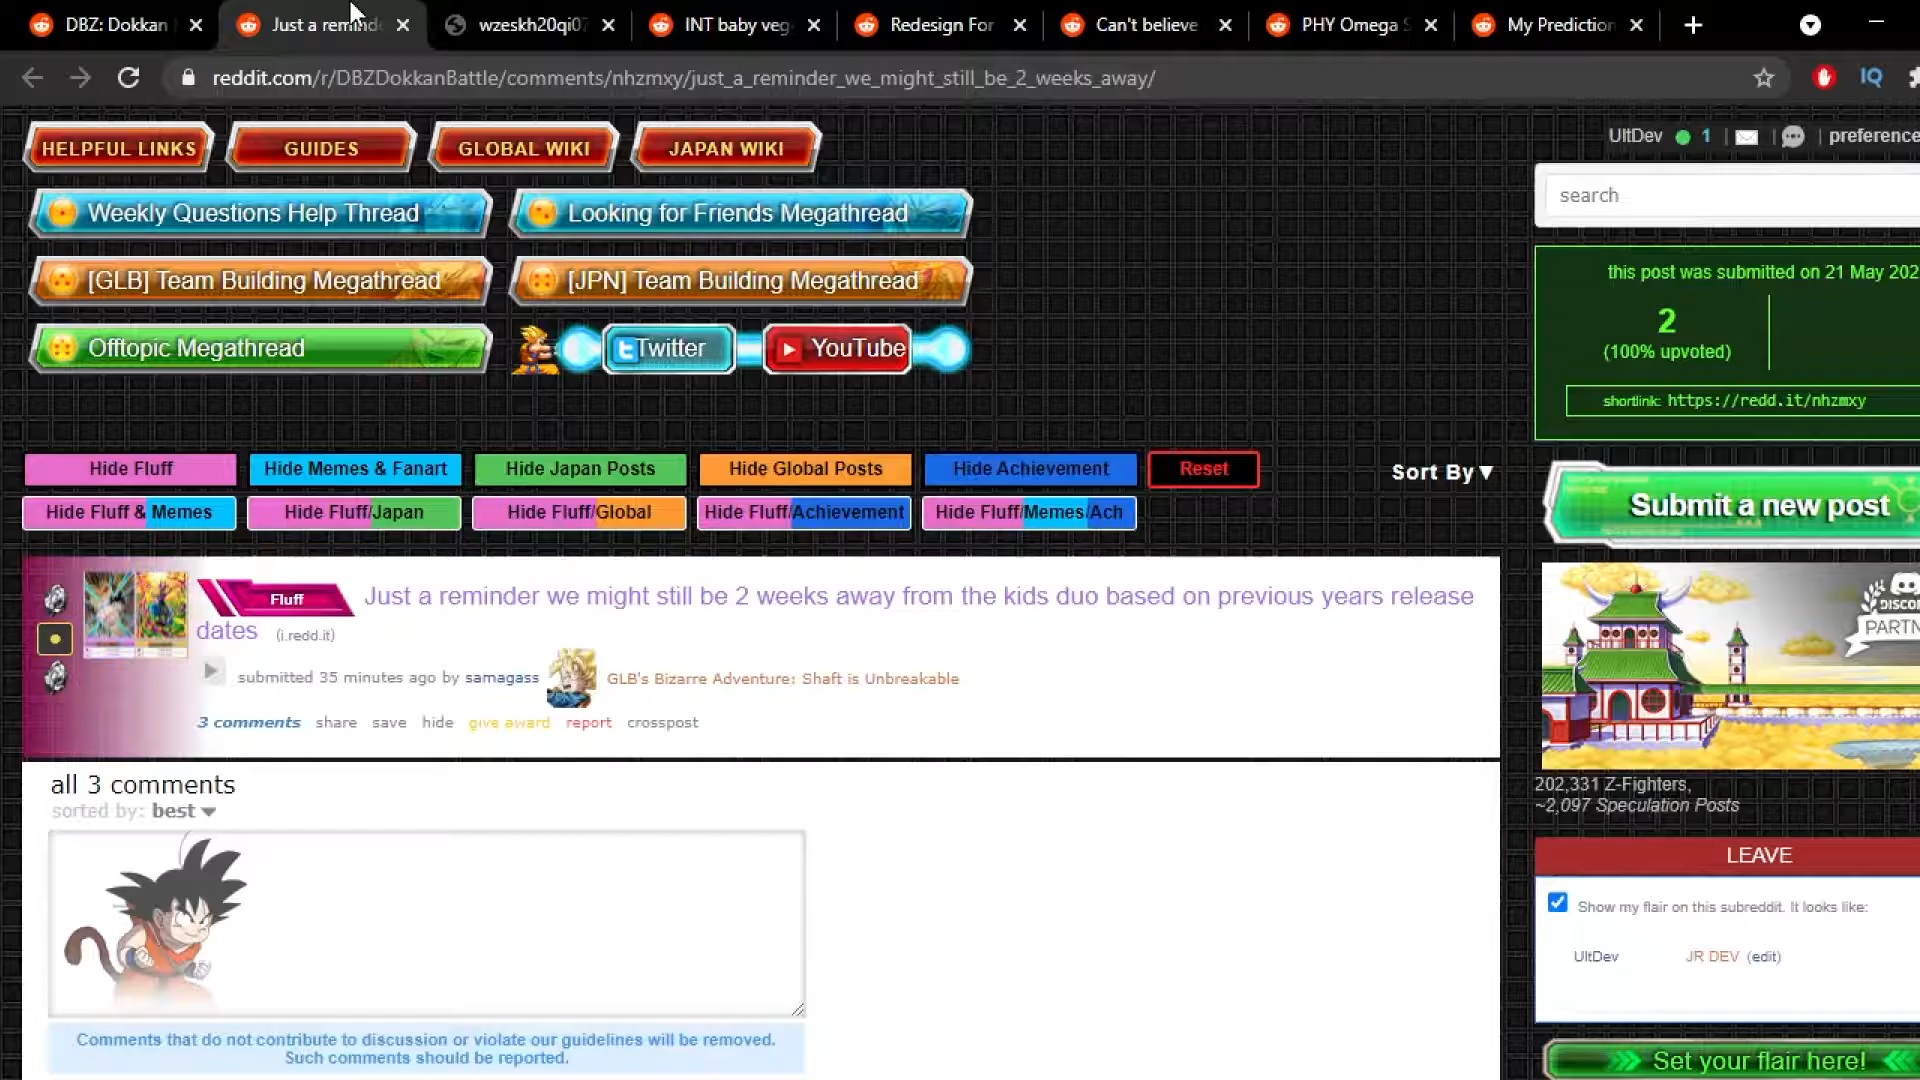 DBZ: Dokkan
Just a reminde
wzeskh20qi07
INT baby veg
Redesign For
Can't believe
PHY Omega S
My Prediction
reddit.com/r/DBZDokkanBattle/comments/nhzmxy/just_a_reminder_we_might_still_be_2_weeks_away/
IQ
HELPFUL LINKS
GUIDES
GLOBAL WIKI
JAPAN WIKI
UltDev 1 | | | preference
search
Weekly Questions Help Thread
Looking for Friends Megathread
[GLB] Team Building Megathread
[JPN] Team Building Megathread
Offtopic Megathread
Twitter
YouTube
this post was submitted on 21 May 202
2
(100% upvoted)
shortlink: https://redd.it/nhzmxy
Hide Fluff
Hide Memes & Fanart
Hide Japan Posts
Hide Global Posts
Hide Achievement
Reset
Sort By▼
Hide Fluff & Memes
Hide Fluff/Japan
Hide Fluff/Global
Hide Fluff/Achievement
Hide Fluff/Memes/Ach
Submit a new post
Fluff
Just a reminder we might still be 2 weeks away from the kids duo based on previous years release
dates (i.redd.it)
submitted 35 minutes ago by samagass GLB's Bizarre Adventure: Shaft is Unbreakable
3 comments share save hide give award report crosspost
DISCO
PARTN
202,331 Z-Fighters,
~2,097 Speculation Posts
all 3 comments
sorted by: best
LEAVE
Show my flair on this subreddit. It looks like:
UltDev JR DEV (edit)
Comments that do not contribute to discussion or violate our guidelines will be removed.
Such comments should be reported.
Set your flair here!